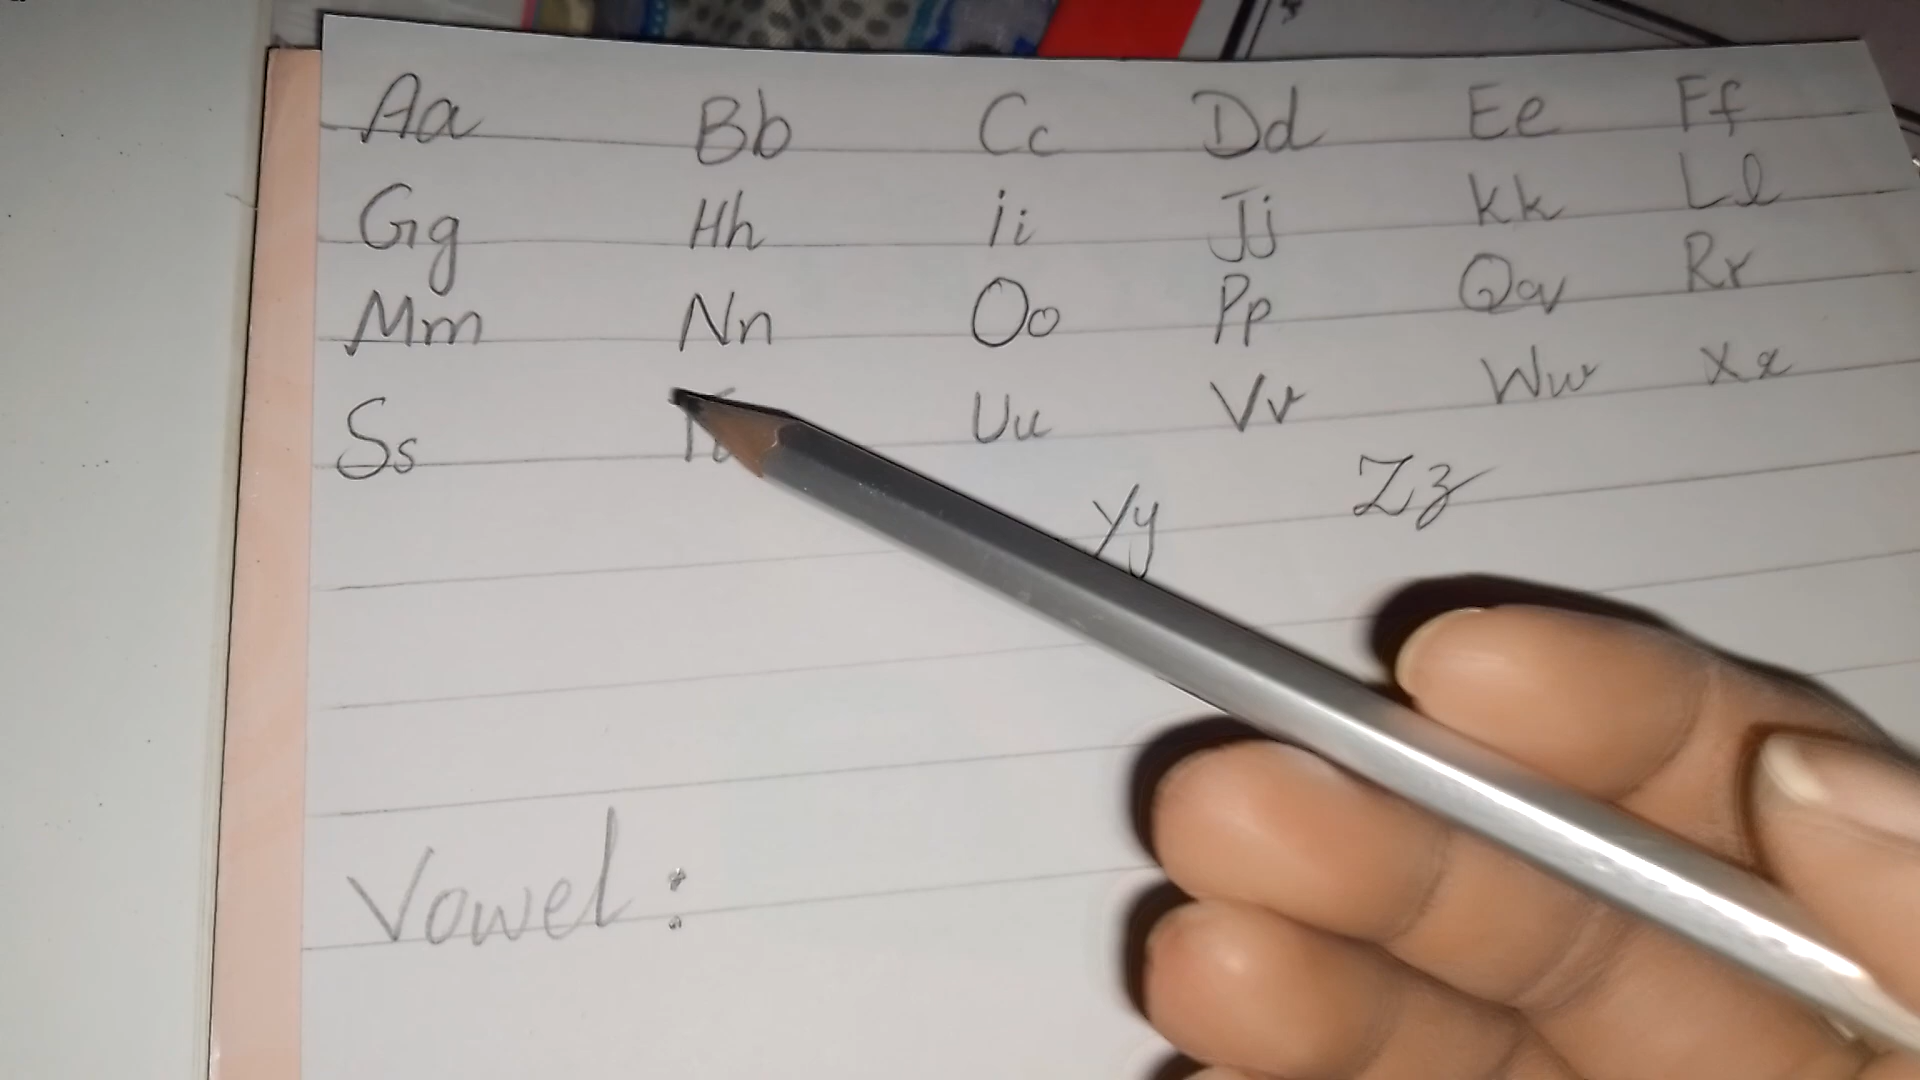 Aa Bb Cc Dd Ee Ff
Gg Hh ii Jj Kk Ll
Mm Nn Oo Pp Qq Rr
Ss Uu Vv Ww Xx
Yy Zz
Vowel :